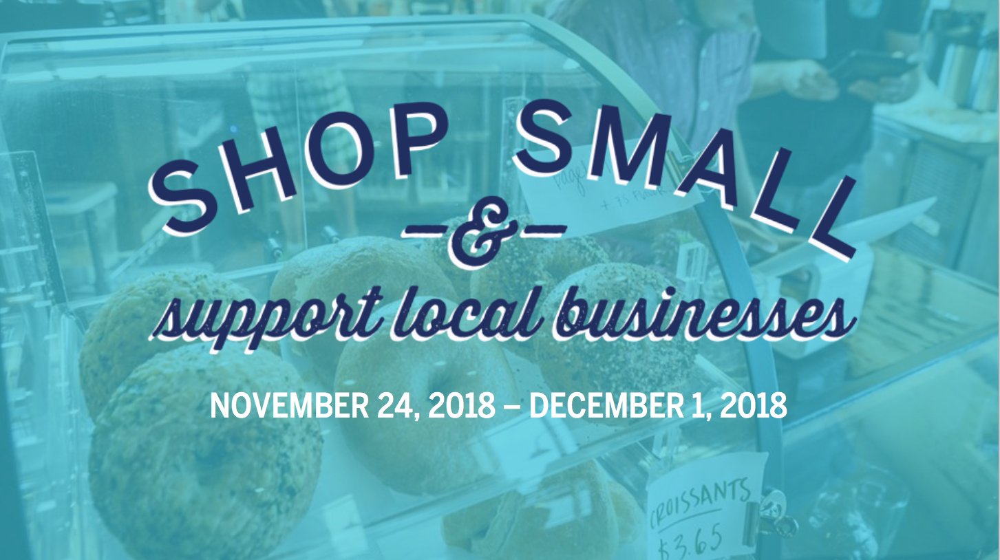 SHOP SMALL
&
support local businesses
NOVEMBER 24, 2018 – DECEMBER 1, 2018
CROISSANTS
$3.65